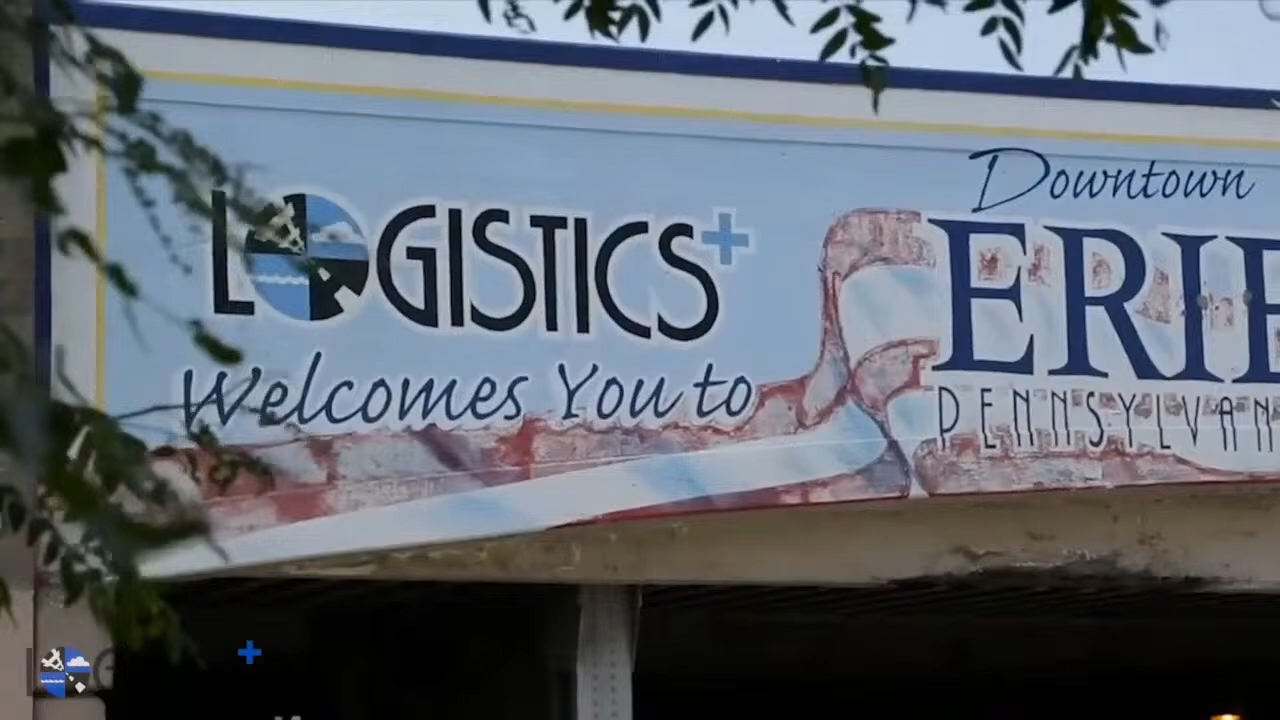 LOGISTICS+
Welcomes You to
Downtown
ERIE
PENNSYLVAN